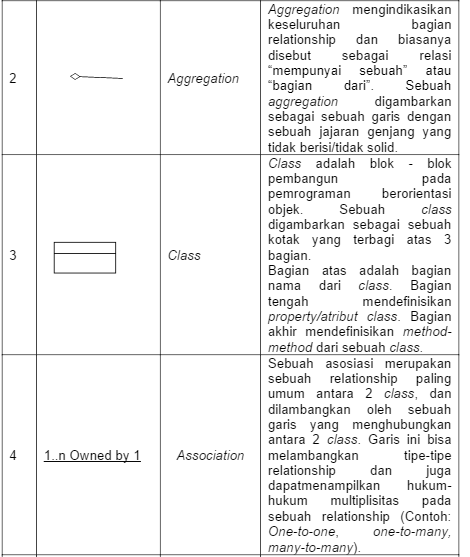 2
Aggregation
Aggregation mengindikasikan
keseluruhan bagian
relationship dan biasanya
disebut sebagai relasi
“mempunyai sebuah” atau
“bagian dari”. Sebuah
aggregation digambarkan
sebagai sebuah garis dengan
sebuah jajaran genjang yang
tidak berisi/tidak solid.
3
Class
Class adalah blok - blok
pembangun pada
pemrograman berorientasi
objek. Sebuah class
digambarkan sebagai sebuah
kotak yang terbagi atas 3
bagian.
Bagian atas adalah bagian
nama dari class. Bagian
tengah mendefinisikan
property/atribut class. Bagian
akhir mendefinisikan method-
method dari sebuah class.
4
1..n Owned by 1
Association
Sebuah asosiasi merupakan
sebuah relationship paling
umum antara 2 class, dan
dilambangkan oleh sebuah
garis yang menghubungkan
antara 2 class. Garis ini bisa
melambangkan tipe-tipe
relationship dan juga
dapatmenampilkan hukum-
hukum multiplisitas pada
sebuah relationship (Contoh:
One-to-one, one-to-many,
many-to-many).